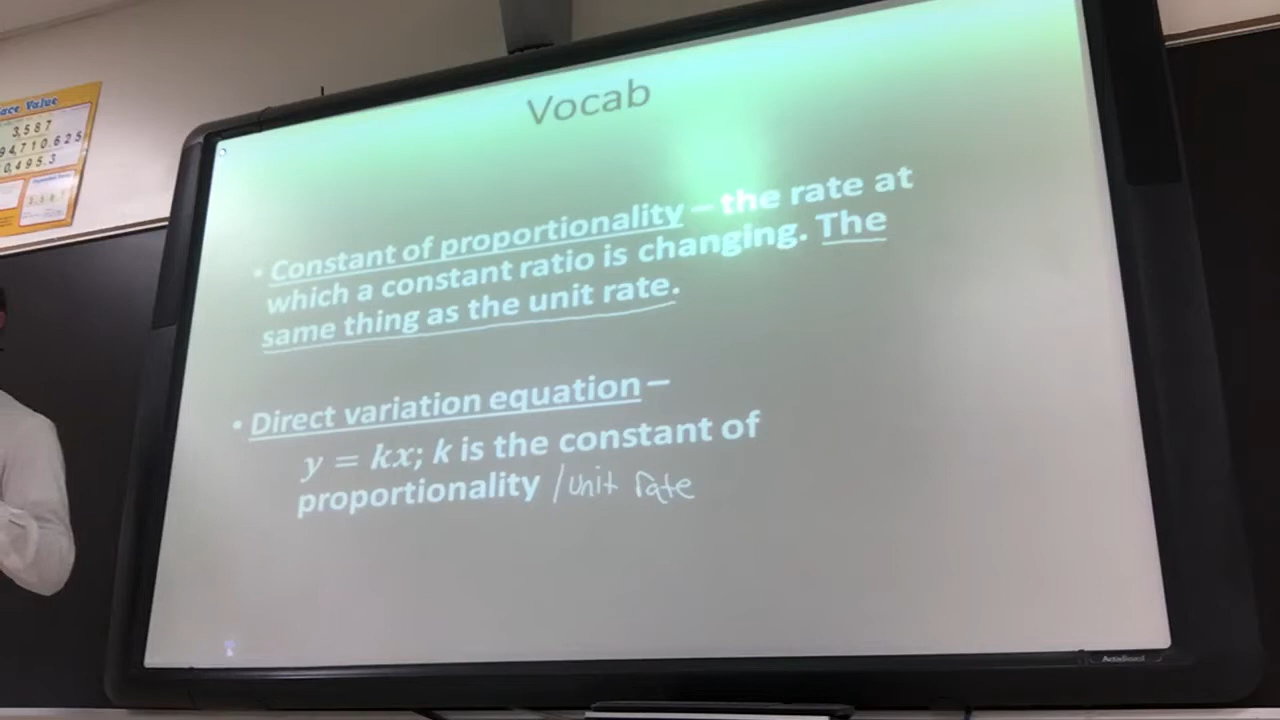 Vocab
• Constant of proportionality – the rate at
which a constant ratio is changing. The
same thing as the unit rate.
• Direct variation equation –
y = kx; k is the constant of
proportionality /unit rate
ace Value
3,587
94,710.625
0,495.3